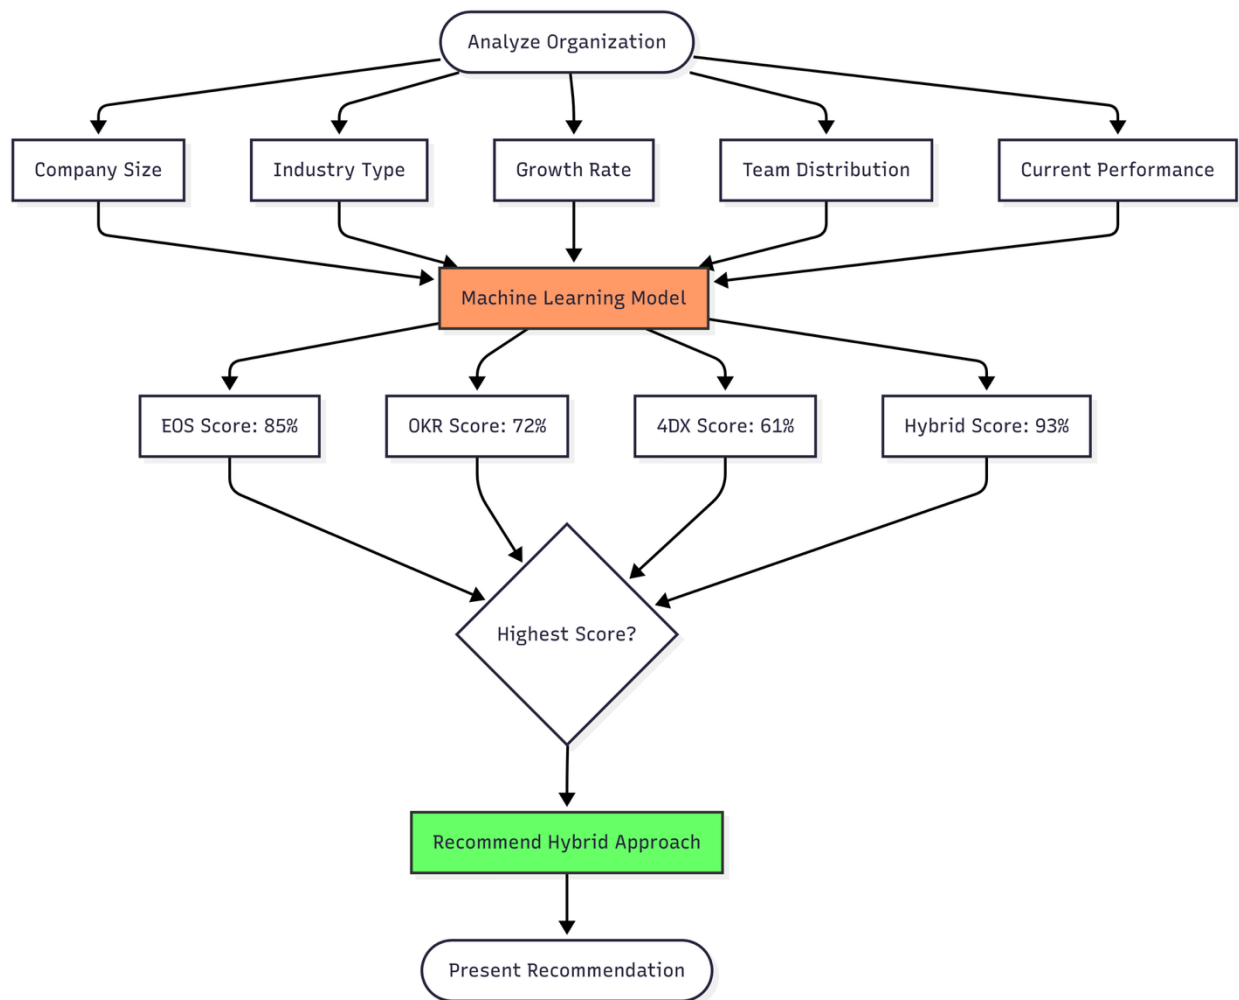 Analyze Organization
Company Size
Industry Type
Growth Rate
Team Distribution
Current Performance
Machine Learning Model
EOS Score: 85%
OKR Score: 72%
4DX Score: 61%
Hybrid Score: 93%
Highest Score?
Recommend Hybrid Approach
Present Recommendation